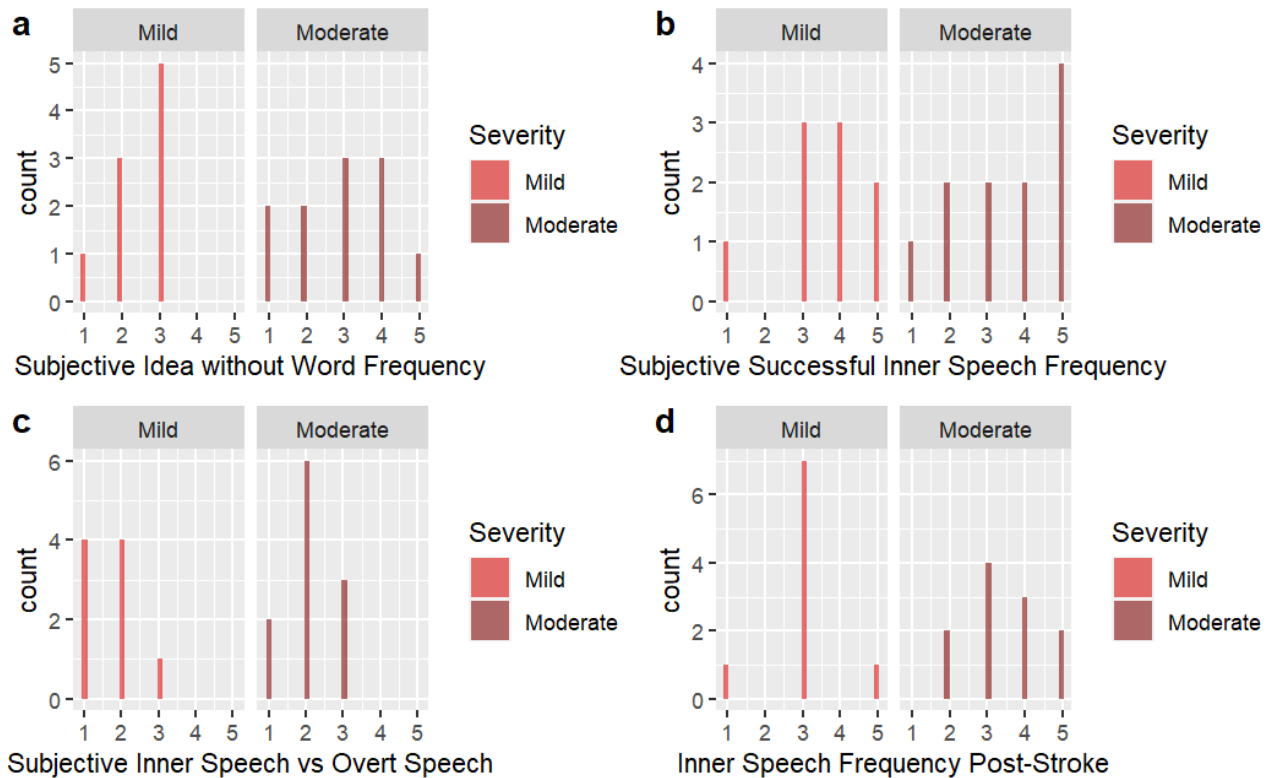 a
Mild Moderate
5
4
3
2
1
0
count
1 2 3 4 5 1 2 3 4 5
Subjective Idea without Word Frequency
Severity
Mild
Moderate
b
Mild Moderate
4
3
2
1
0
count
1 2 3 4 5 1 2 3 4 5
Subjective Successful Inner Speech Frequency
Severity
Mild
Moderate
c
Mild Moderate
6
4
2
0
count
1 2 3 4 5 1 2 3 4 5
Subjective Inner Speech vs Overt Speech
Severity
Mild
Moderate
d
Mild Moderate
6
4
2
0
count
1 2 3 4 5 1 2 3 4 5
Inner Speech Frequency Post-Stroke
Severity
Mild
Moderate